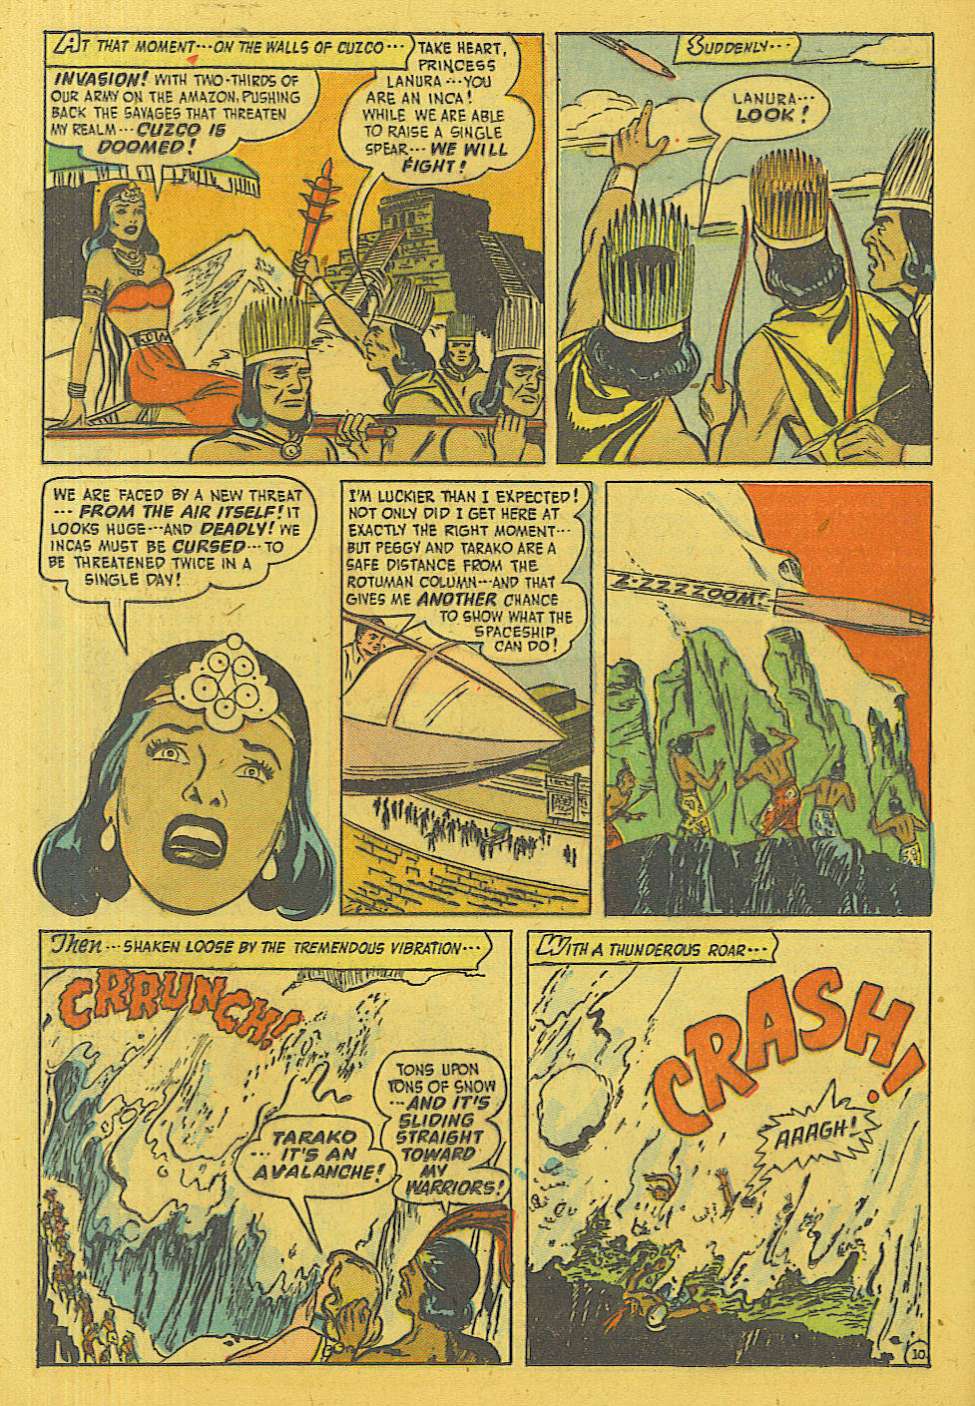 AT THAT MOMENT---ON THE WALLS OF CUZCO---
INVASION! WITH TWO-THIRDS OF
OUR ARMY ON THE AMAZON, PUSHING
BACK THE SAVAGES THAT THREATEN
MY REALM--- CUZCO IS
DOOMED!
TAKE HEART,
PRINCESS
LANURA---YOU
ARE AN INCA!
WHILE WE ARE ABLE
TO RAISE A SINGLE
SPEAR--- WE WILL
FIGHT!
SUDDENLY---
LANURA---
LOOK!
WE ARE FACED BY A NEW THREAT
--- FROM THE AIR ITSELF! IT
LOOKS HUGE---AND DEADLY! WE
INCAS MUST BE CURSED---TO
BE THREATENED TWICE IN A
SINGLE DAY!
I'M LUCKIER THAN I EXPECTED!
NOT ONLY DID I GET HERE AT
EXACTLY THE RIGHT MOMENT---
BUT PEGGY AND TARAKO ARE A
SAFE DISTANCE FROM THE
ROTUMAN COLUMN---AND THAT
GIVES ME ANOTHER CHANCE
TO SHOW WHAT THE
SPACESHIP
CAN DO!
Z-ZZZZZOOM!
Then---SHAKEN LOOSE BY THE TREMENDOUS VIBRATION---
CRRUNCH!
TARAKO
--- IT'S AN
AVALANCHE!
TONS UPON
TONS OF SNOW
---AND IT'S
SLIDING
STRAIGHT
TOWARD
MY
WARRIORS!
WITH A THUNDEROUS ROAR---
CRASH!
AAAGH!
10